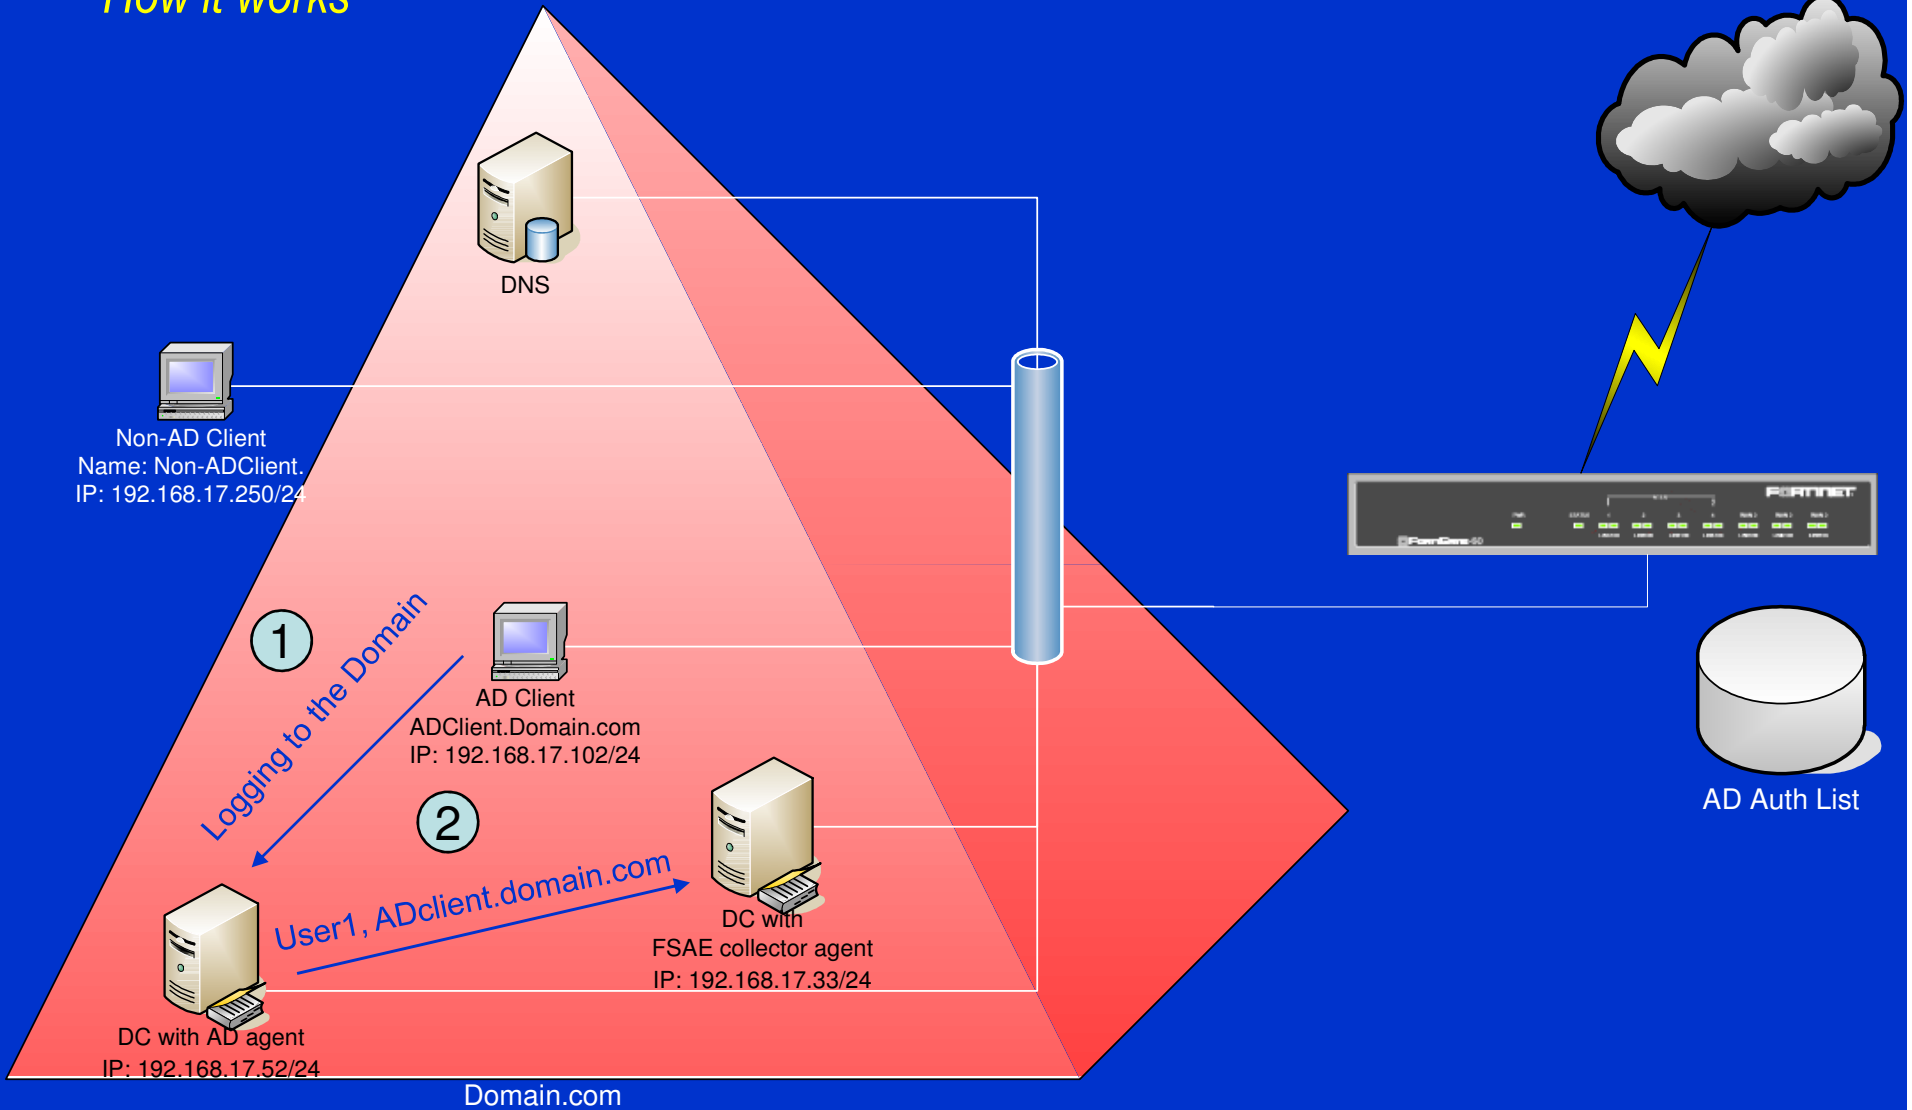 How it works
DNS
Non-AD Client
Name: Non-ADClient.
IP: 192.168.17.250/24
FORTINET
FortiGate-60
1
Logging to the Domain
AD Client
ADClient.Domain.com
IP: 192.168.17.102/24
AD Auth List
2
User1, ADclient.domain.com
DC with
FSAE collector agent
IP: 192.168.17.33/24
DC with AD agent
IP: 192.168.17.52/24
Domain.com